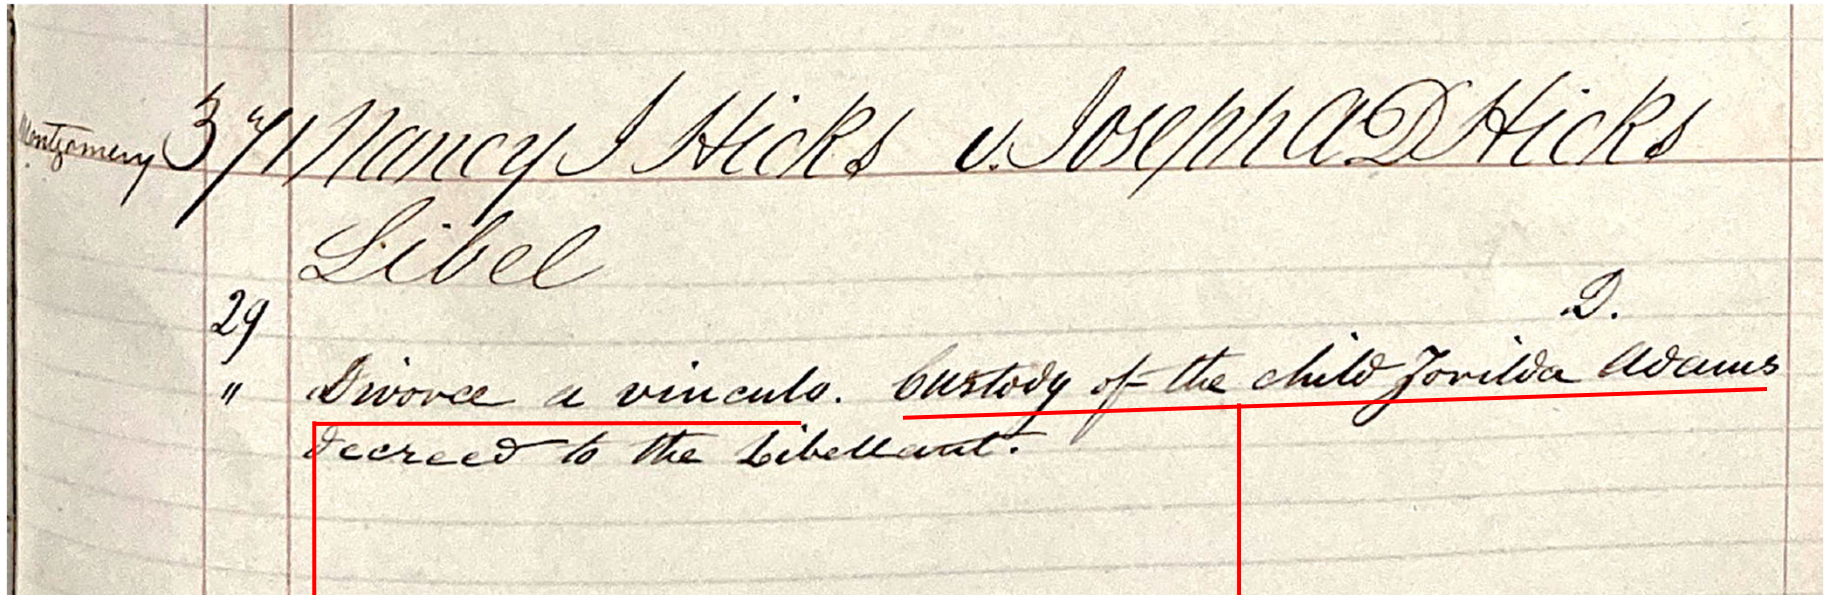 Montgomery 371 Nancy J Hicks v. Joseph A D Hicks
Libel
29 D.
" Divorce a vinculo. Custody of the child Zorilda Adams
decreed to the Libellant.